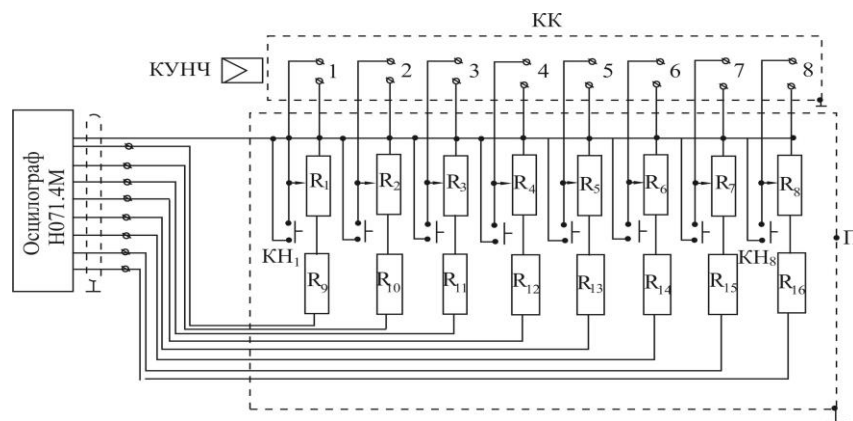 КК
КУНЧ
1 2 3 4 5 6 7 8
Осцилограф
Н071.4М
R1 R2 R3 R4 R5 R6 R7 R8
КН1 КН8
R9 R10 R11 R12 R13 R14 R15 R16